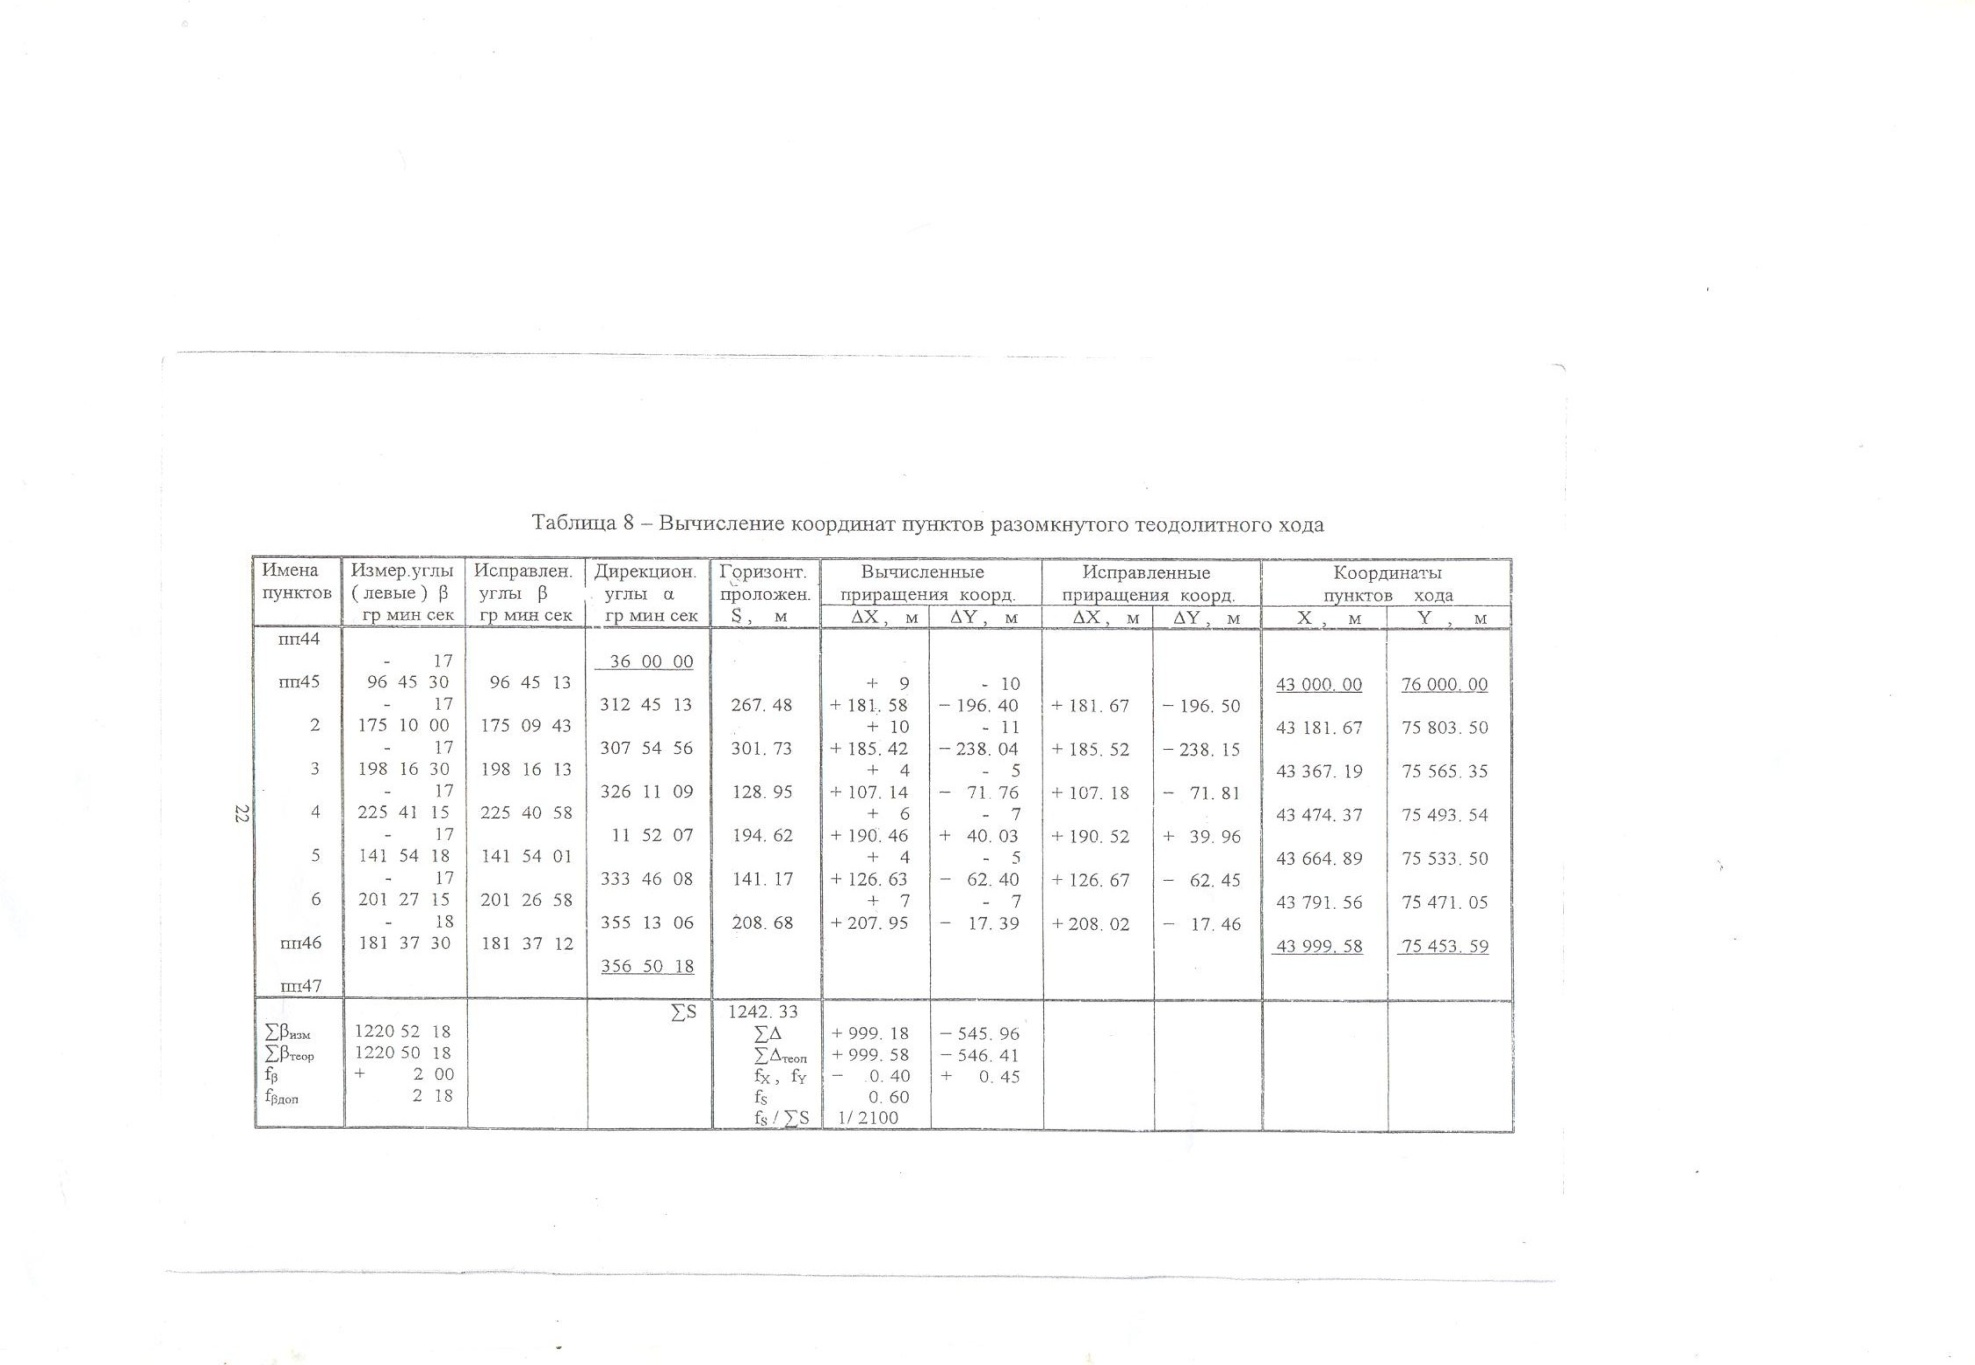 Таблица 8 – Вычисление координат пунктов разомкнутого теодолитного хода
Имена Измер.углы Исправлен. Дирекцион. Горизонт. Вычисленные Исправленные Координаты
пунктов ( левые ) β углы β углы α проложен. приращения коорд. приращения коорд. пунктов хода
гр мин сек гр мин сек гр мин сек S , м ΔX , м ΔY , м ΔX , м ΔY , м X , м Y , м
пп44
- 17 36 00 00
пп45 96 45 30 96 45 13 + 9 - 10 43 000. 00 76 000. 00
- 17 312 45 13 267. 48 + 181. 58 – 196. 40 + 181. 67 – 196. 50
2 175 10 00 175 09 43 + 10 - 11 43 181. 67 75 803. 50
- 17 307 54 56 301. 73 + 185. 42 – 238. 04 + 185. 52 – 238. 15
3 198 16 30 198 16 13 + 4 - 5 43 367. 19 75 565. 35
- 17 326 11 09 128. 95 + 107. 14 – 71. 76 + 107. 18 – 71. 81
4 225 41 15 225 40 58 + 6 - 7 43 474. 37 75 493. 54
- 17 11 52 07 194. 62 + 190. 46 + 40. 03 + 190. 52 + 39. 96
5 141 54 18 141 54 01 + 4 - 5 43 664. 89 75 533. 50
- 17 333 46 08 141. 17 + 126. 63 – 62. 40 + 126. 67 – 62. 45
6 201 27 15 201 26 58 + 7 - 7 43 791. 56 75 471. 05
- 18 355 13 06 208. 68 + 207. 95 – 17. 39 + 208. 02 – 17. 46
пп46 181 37 30 181 37 12 43 999. 58 75 453. 59
356 50 18
пп47
∑S 1242. 33
∑βизм 1220 52 18 ∑Δ + 999. 18 – 545. 96
∑βтеор 1220 50 18 ∑Δтеоп + 999. 58 – 546. 41
fβ + 2 00 fX , fY – 0. 40 + 0. 45
fβдоп 2 18 fS 0. 60
fS / ∑S 1/ 2100
22